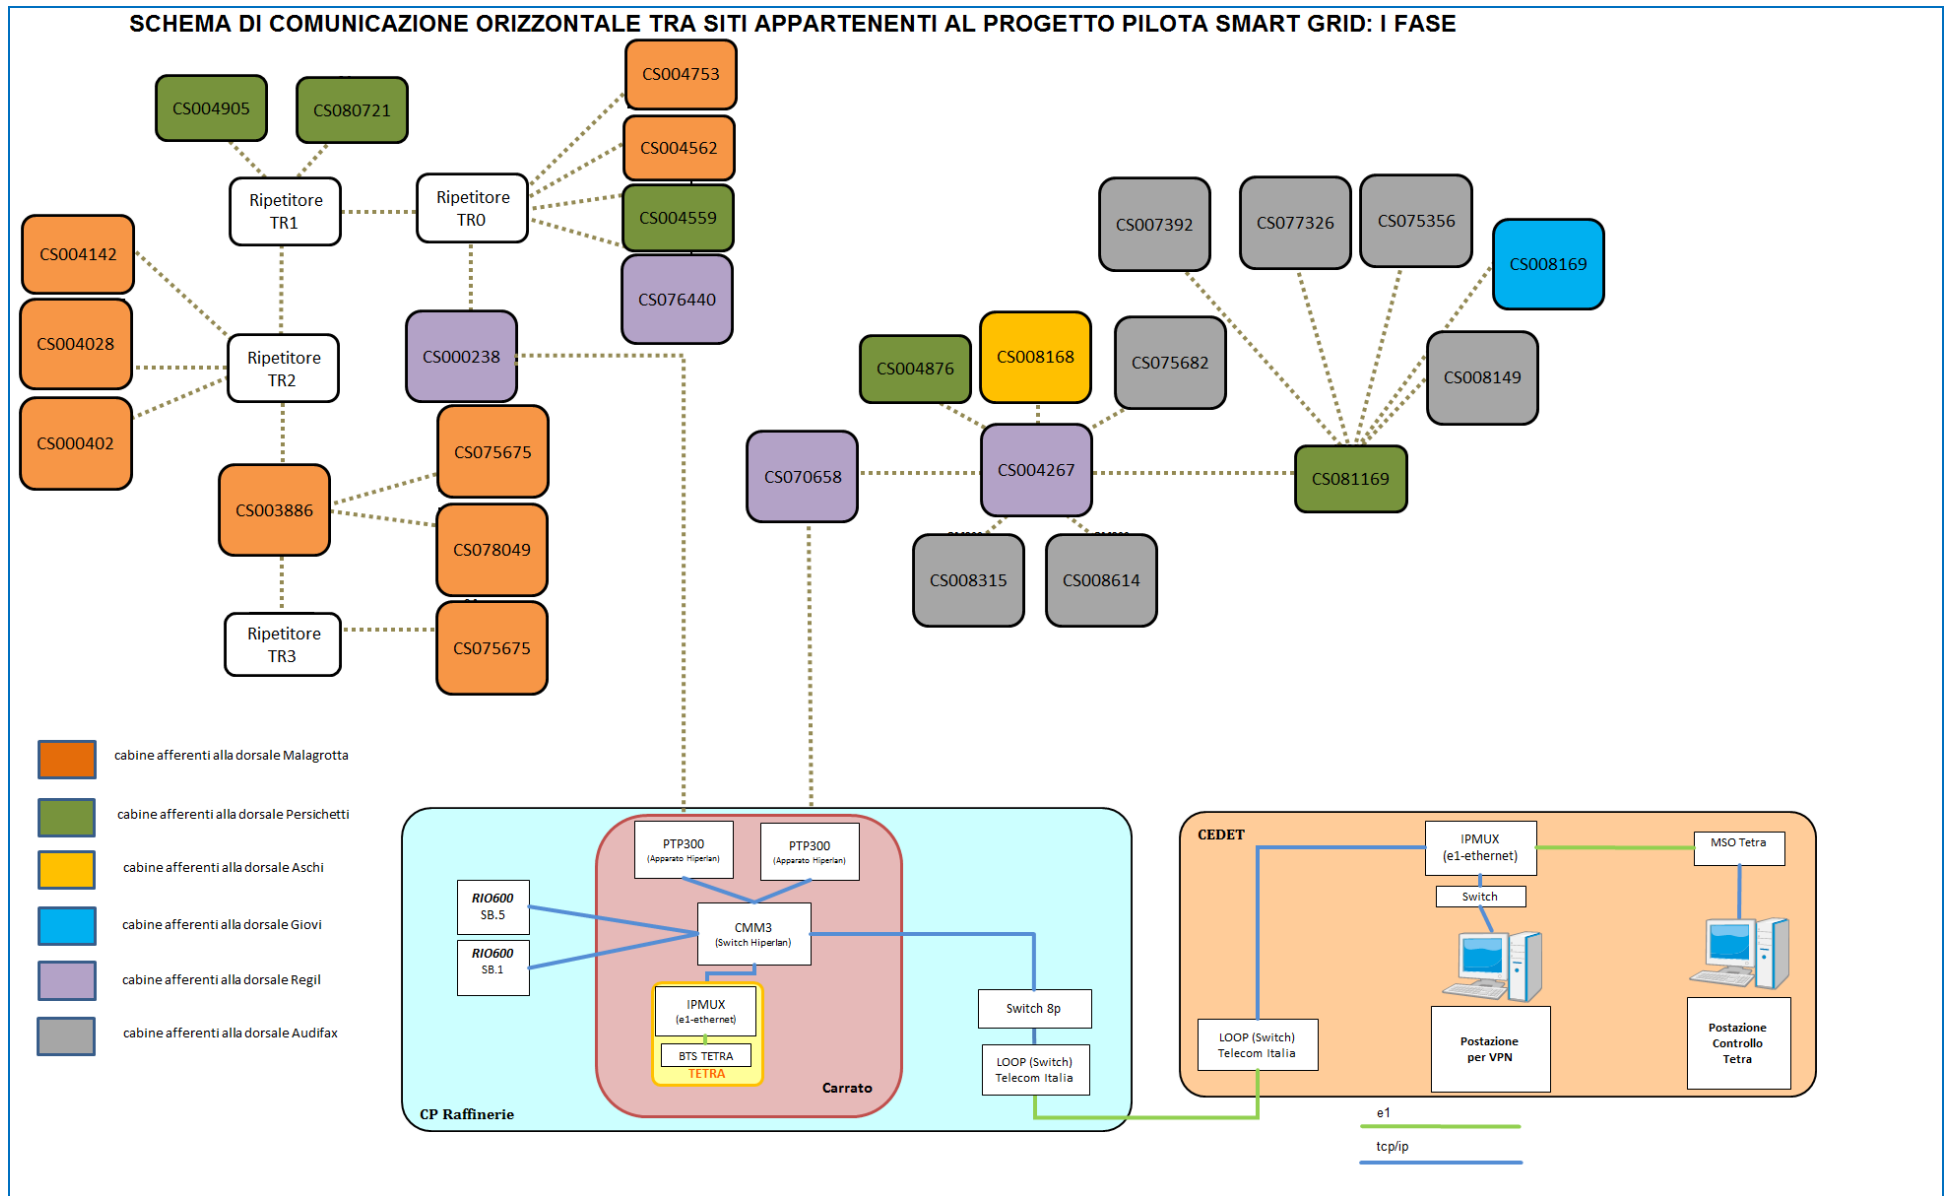 SCHEMA DI COMUNICAZIONE ORIZZONTALE TRA SITI APPARTENENTI AL PROGETTO PILOTA SMART GRID: I FASE
CS004753
CS004905
CS080721
CS004562
Ripetitore
TR1
Ripetitore
TR0
CS004559
CS007392
CS077326
CS075356
CS004142
CS008169
CS076440
CS004028
Ripetitore
TR2
CS000238
CS004876
CS008168
CS075682
CS008149
CS000402
CS075675
CS070658
CS004267
CS081169
CS003886
CS078049
CS008315
CS008614
Ripetitore
TR3
CS075675
cabine afferenti alla dorsale Malagrotta
cabine afferenti alla dorsale Persichetti
cabine afferenti alla dorsale Aschi
cabine afferenti alla dorsale Giovi
cabine afferenti alla dorsale Regil
cabine afferenti alla dorsale Audifax
PTP300
(Apparato Hiperlan)
PTP300
(Apparato Hiperlan)
RIO600
SB.5
RIO600
SB.1
CMM3
(Switch Hiperlan)
IPMUX
(e1-ethernet)
BTS TETRA
TETRA
Carrato
CP Raffinerie
Switch 8p
LOOP (Switch)
Telecom Italia
CEDET
IPMUX
(e1-ethernet)
MSO Tetra
Switch
LOOP (Switch)
Telecom Italia
Postazione
per VPN
Postazione
Controllo
Tetra
e1
tcp/ip